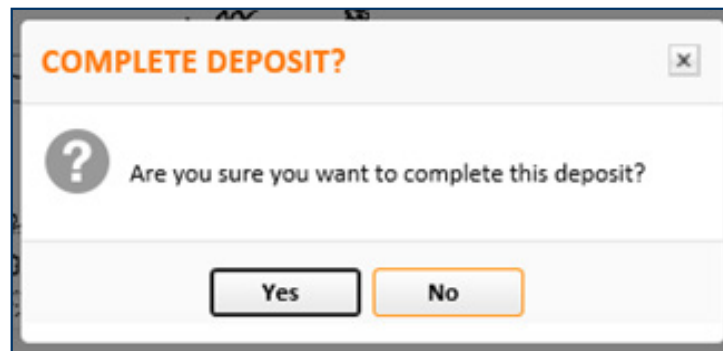 COMPLETE DEPOSIT?
Are you sure you want to complete this deposit?
Yes No